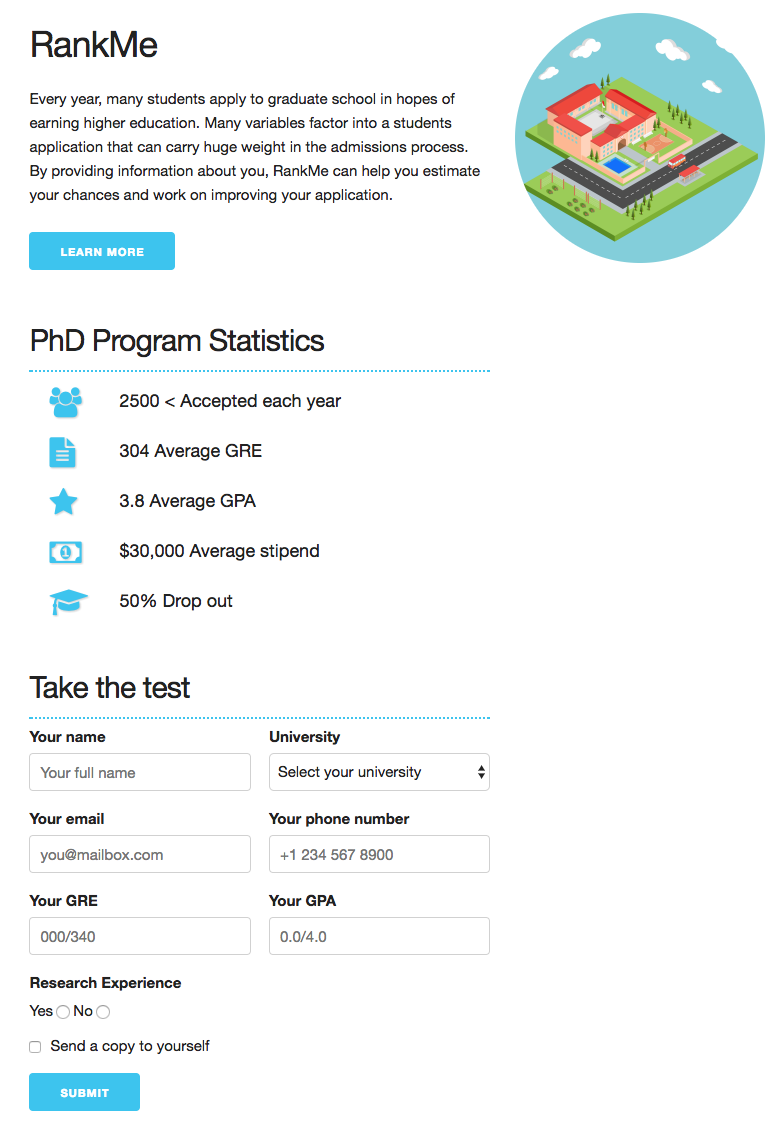 RankMe
Every year, many students apply to graduate school in hopes of
earning higher education. Many variables factor into a students
application that can carry huge weight in the admissions process.
By providing information about you, RankMe can help you estimate
your chances and work on improving your application.
LEARN MORE
PhD Program Statistics
2500 < Accepted each year
304 Average GRE
3.8 Average GPA
1
$30,000 Average stipend
50% Drop out
Take the test
Your name
University
Your full name
Select your university
Your email
Your phone number
you@mailbox.com
+1 234 567 8900
Your GRE
Your GPA
000/340
0.0/4.0
Research Experience
Yes No
Send a copy to yourself
SUBMIT